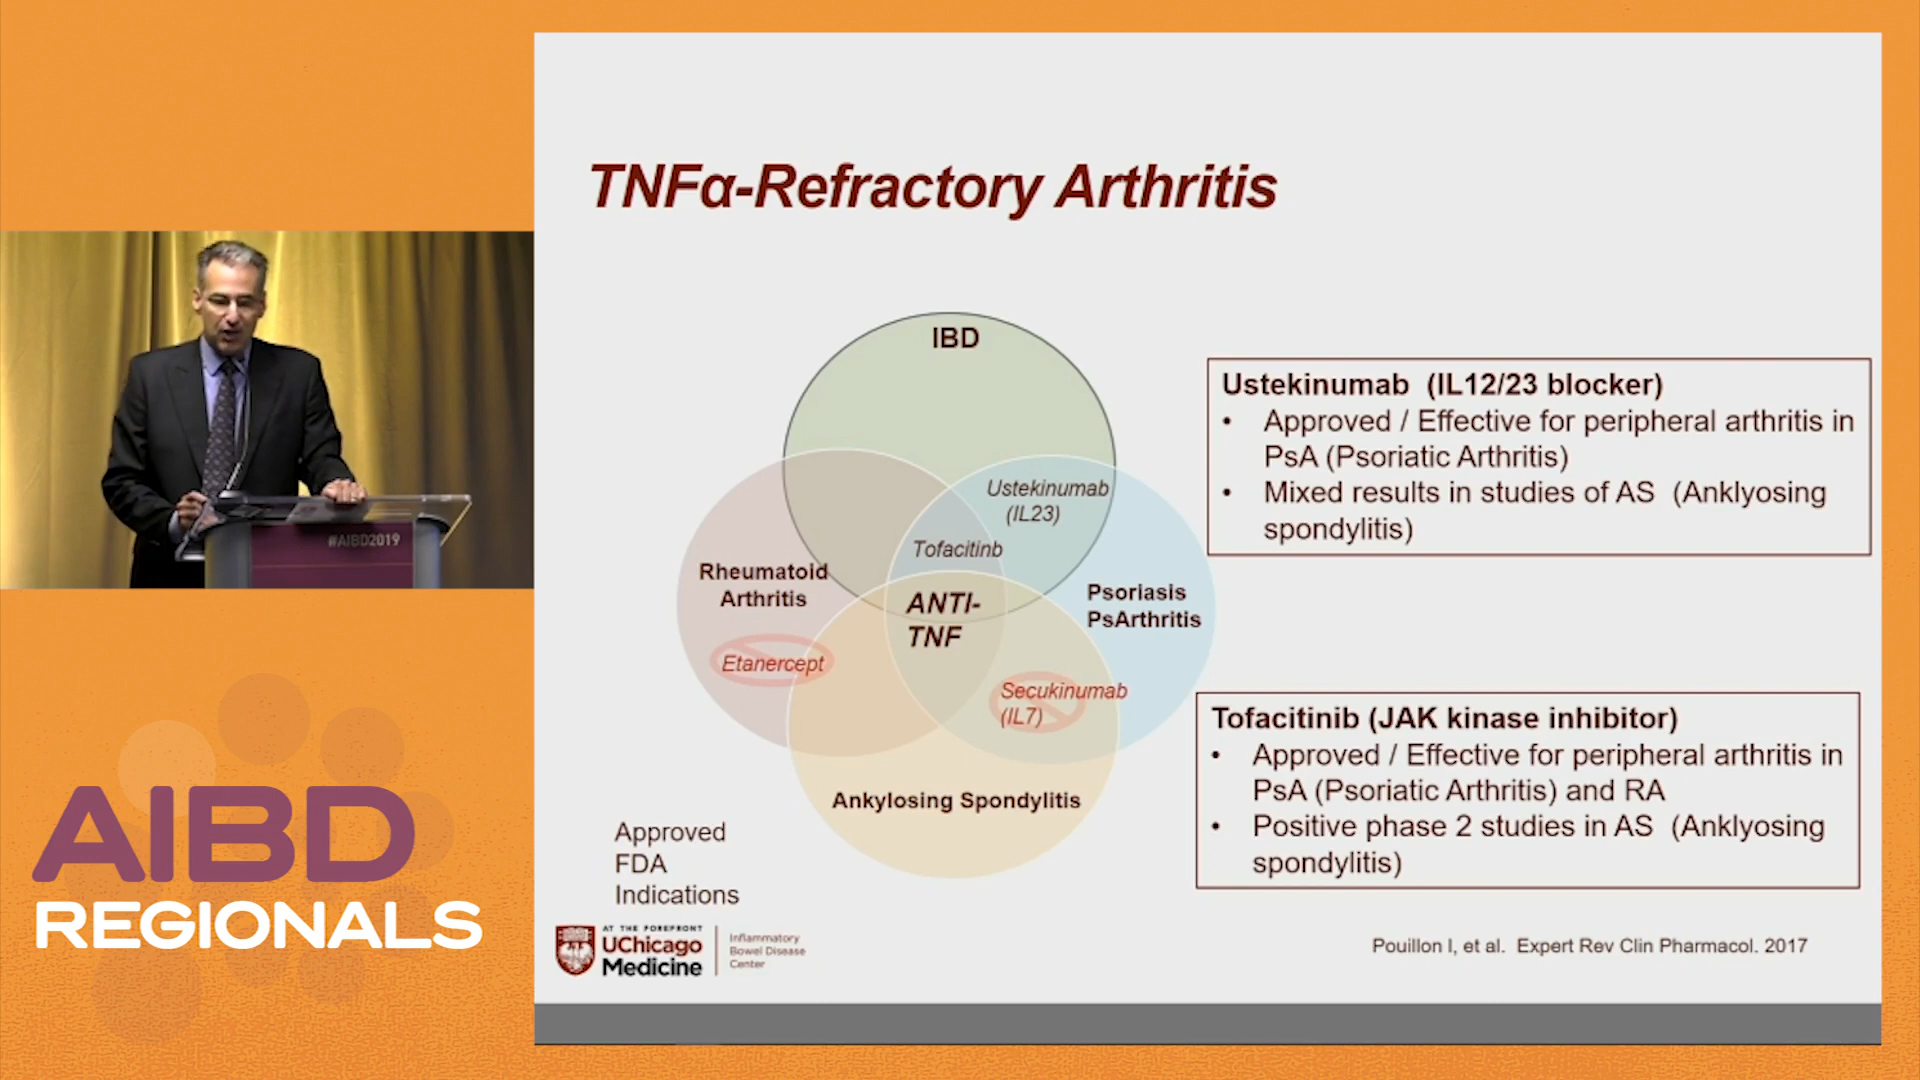 TNFα-Refractory Arthritis
IBD
Ustekinumab
(IL23)
Tofacitinb
Rheumatoid
Arthritis
ANTI-
TNF
Psoriasis
PsArthritis
Etanercept
Secukinumab
(IL7)
Ankylosing Spondylitis
Approved
FDA
Indications
Ustekinumab (IL12/23 blocker)
• Approved / Effective for peripheral arthritis in
PsA (Psoriatic Arthritis)
• Mixed results in studies of AS (Anklyosing
spondylitis)
Tofacitinib (JAK kinase inhibitor)
• Approved / Effective for peripheral arthritis in
PsA (Psoriatic Arthritis) and RA
• Positive phase 2 studies in AS (Anklyosing
spondylitis)
AT THE FOREFRONT
UChicago
Medicine
Inflammatory
Bowel Disease
Center
Pouillon I, et al. Expert Rev Clin Pharmacol. 2017
#AIBD2019
AIBD
REGIONALS